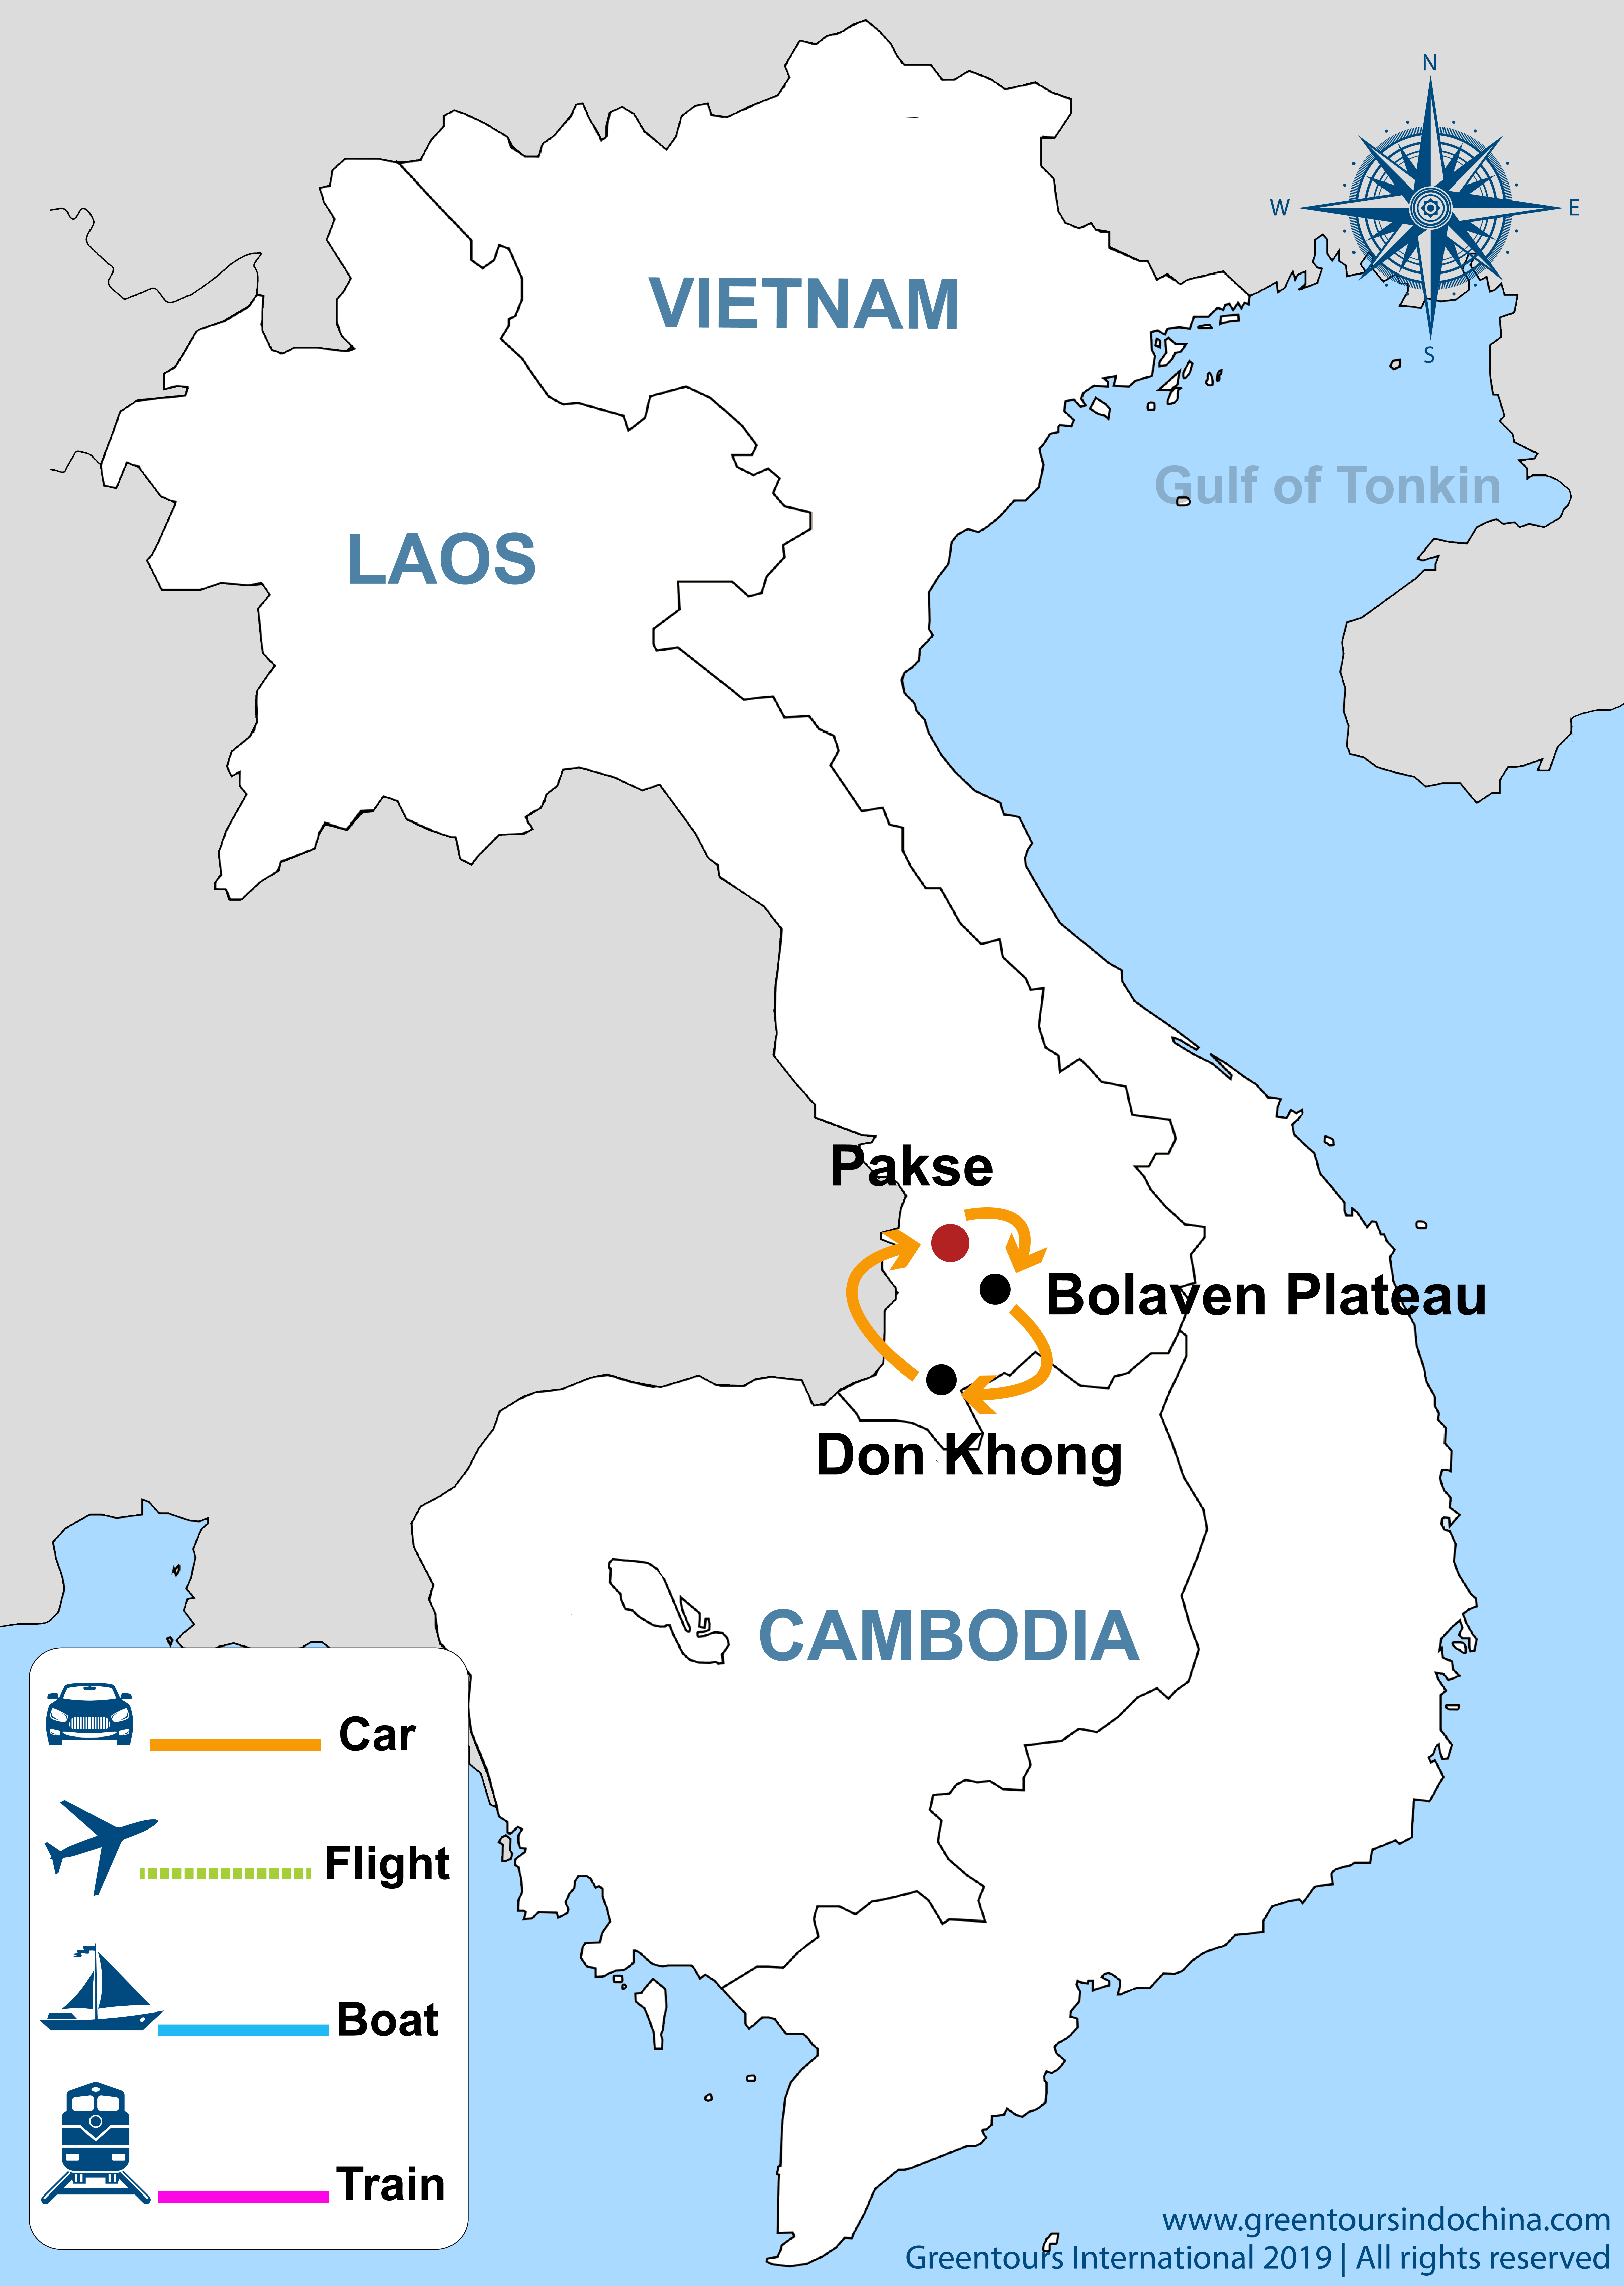 N
W
E
S
VIETNAM
Gulf of Tonkin
LAOS
Pakse
Bolaven Plateau
Don Khong
CAMBODIA
Car
Flight
Boat
Train
www.greentoursindochina.com
Greentours International 2019 | All rights reserved